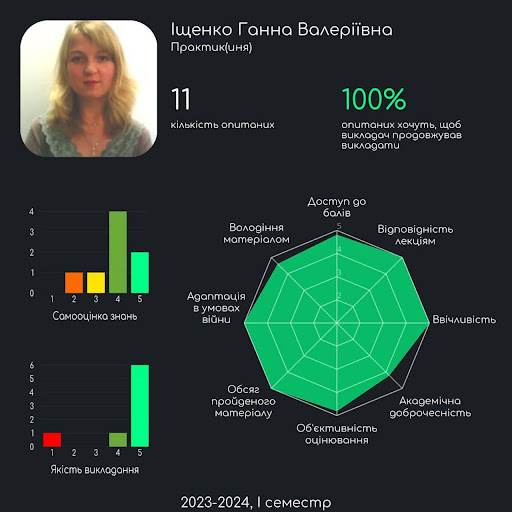 Іщенко Ганна Валеріївна
Практик(иня)
11
кількість опитаних
100%
опитаних хочуть, щоб
викладач продовжував
викладати
4
3
2
1
0
1 2 3 4 5
Самооцінка знань
6
5
4
3
2
1
0
1 2 3 4 5
Якість викладання
Доступ до
балів
Відповідність
лекціям
Ввічливість
Академічна
доброчесність
Об'єктивність
оцінювання
Обсяг
пройденого
матеріалу
Адаптація
в умовах
війни
Володіння
матеріалом
5
4
3
2
2023-2024, І семестр